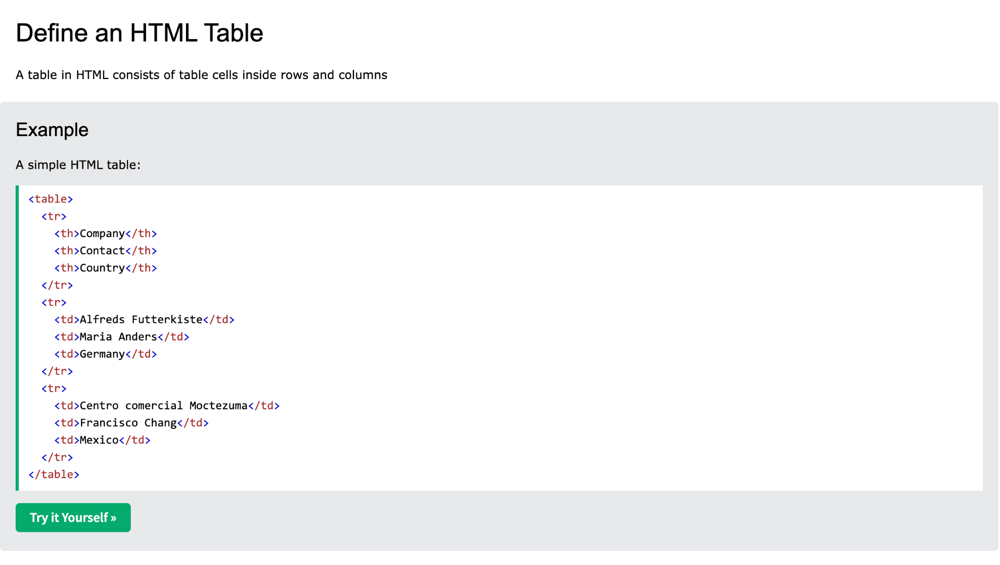 Define an HTML Table
A table in HTML consists of table cells inside rows and columns
Example
A simple HTML table:
<table>
  <tr>
    <th>Company</th>
    <th>Contact</th>
    <th>Country</th>
  </tr>
  <tr>
    <td>Alfreds Futterkiste</td>
    <td>Maria Anders</td>
    <td>Germany</td>
  </tr>
  <tr>
    <td>Centro comercial Moctezuma</td>
    <td>Francisco Chang</td>
    <td>Mexico</td>
  </tr>
</table>
Try it Yourself »